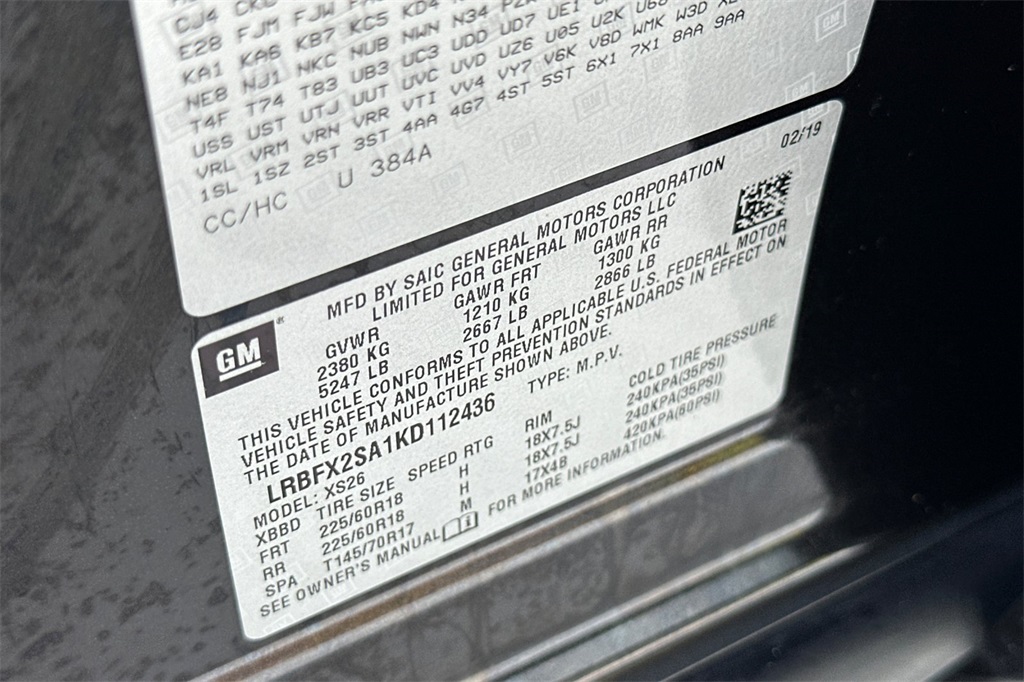 CJ4
E28 FJM FJW
KA1 KA6 KB7 KC5 KD4
NE8 NJ1 NKC NUB NWN N34
T4F T74 T83 UB3 UC3 UDD UD7 UE1
USS UST UTJ UUT UVC UVD UZ6 U05 U2K
VRL VRM VRN VRR VTI VV4 VY7 V6K V8D WMK W3D
1SL 1SZ 2ST 3ST 4AA 4G7 4ST 5ST 6X1 7X1 8AA 9AA
CC/HC U 384A
02/19
MFD BY SAIC GENERAL MOTORS CORPORATION
LIMITED FOR GENERAL MOTORS LLC
GM®
GVWR GAWR FRT GAWR RR
2380 KG 1210 KG 1300 KG
5247 LB 2667 LB 2866 LB
THIS VEHICLE CONFORMS TO ALL APPLICABLE U.S. FEDERAL MOTOR
VEHICLE SAFETY AND THEFT PREVENTION STANDARDS IN EFFECT ON
THE DATE OF MANUFACTURE SHOWN ABOVE.
LRBFX2SA1KD112436 TYPE: M.P.V.
MODEL: XS26
XBBD TIRE SIZE SPEED RTG RIM COLD TIRE PRESSURE
FRT 225/60R18 H 18X7.5J 240KPA(35PSI)
RR 225/60R18 H 18X7.5J 240KPA(35PSI)
SPA T145/70R17 M 17X4B 420KPA(60PSI)
SEE OWNER'S MANUAL FOR MORE INFORMATION.